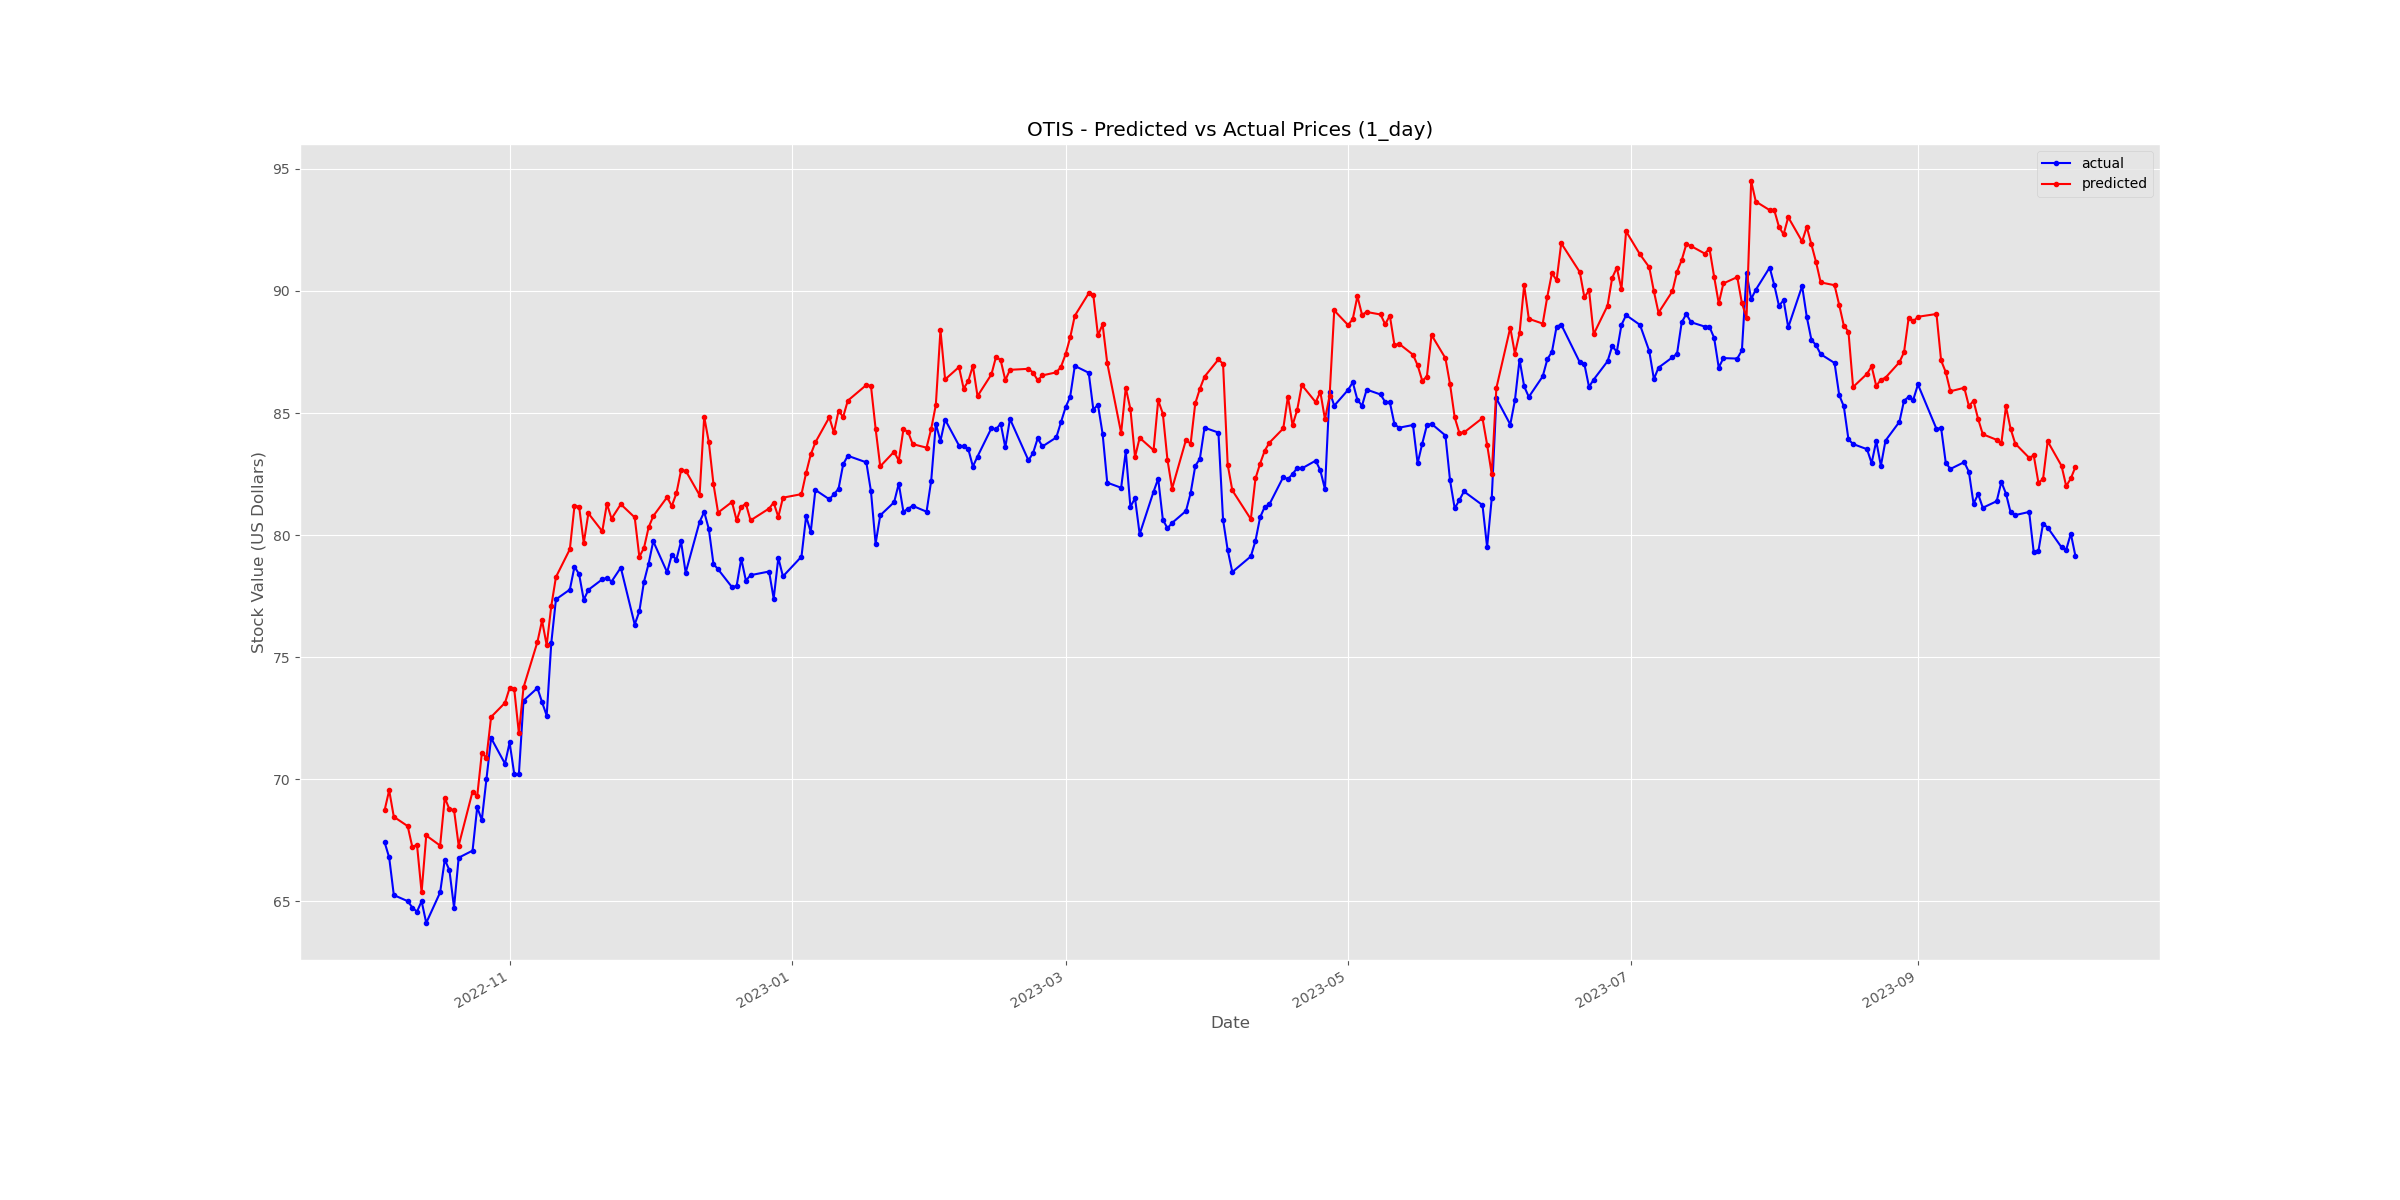 OTIS - Predicted vs Actual Prices (1_day)
actual
predicted
95
90
85
80
75
70
65
Stock Value (US Dollars)
2022-11
2023-01
2023-03
2023-05
2023-07
2023-09
Date